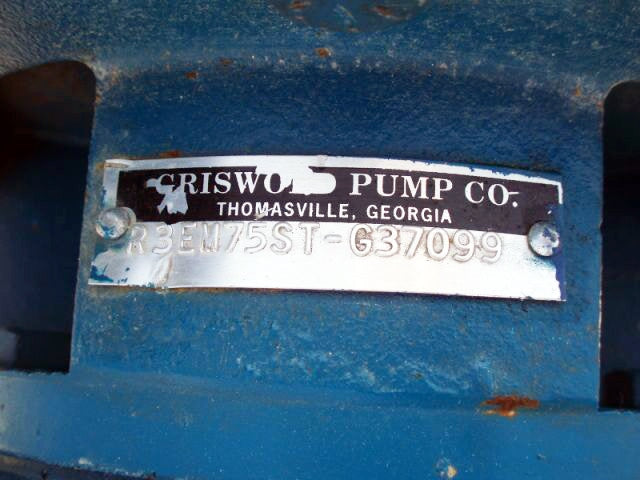 GRISWOLD PUMP CO.
THOMASVILLE, GEORGIA
R3EM75ST-G37099